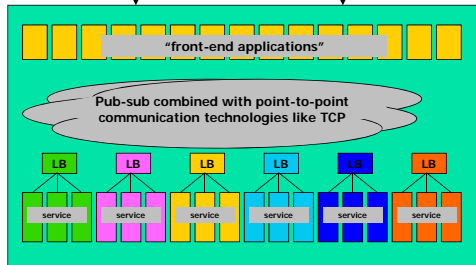 “front-end applications”
Pub-sub combined with point-to-point
communication technologies like TCP
LB LB LB LB LB LB
service service service service service service